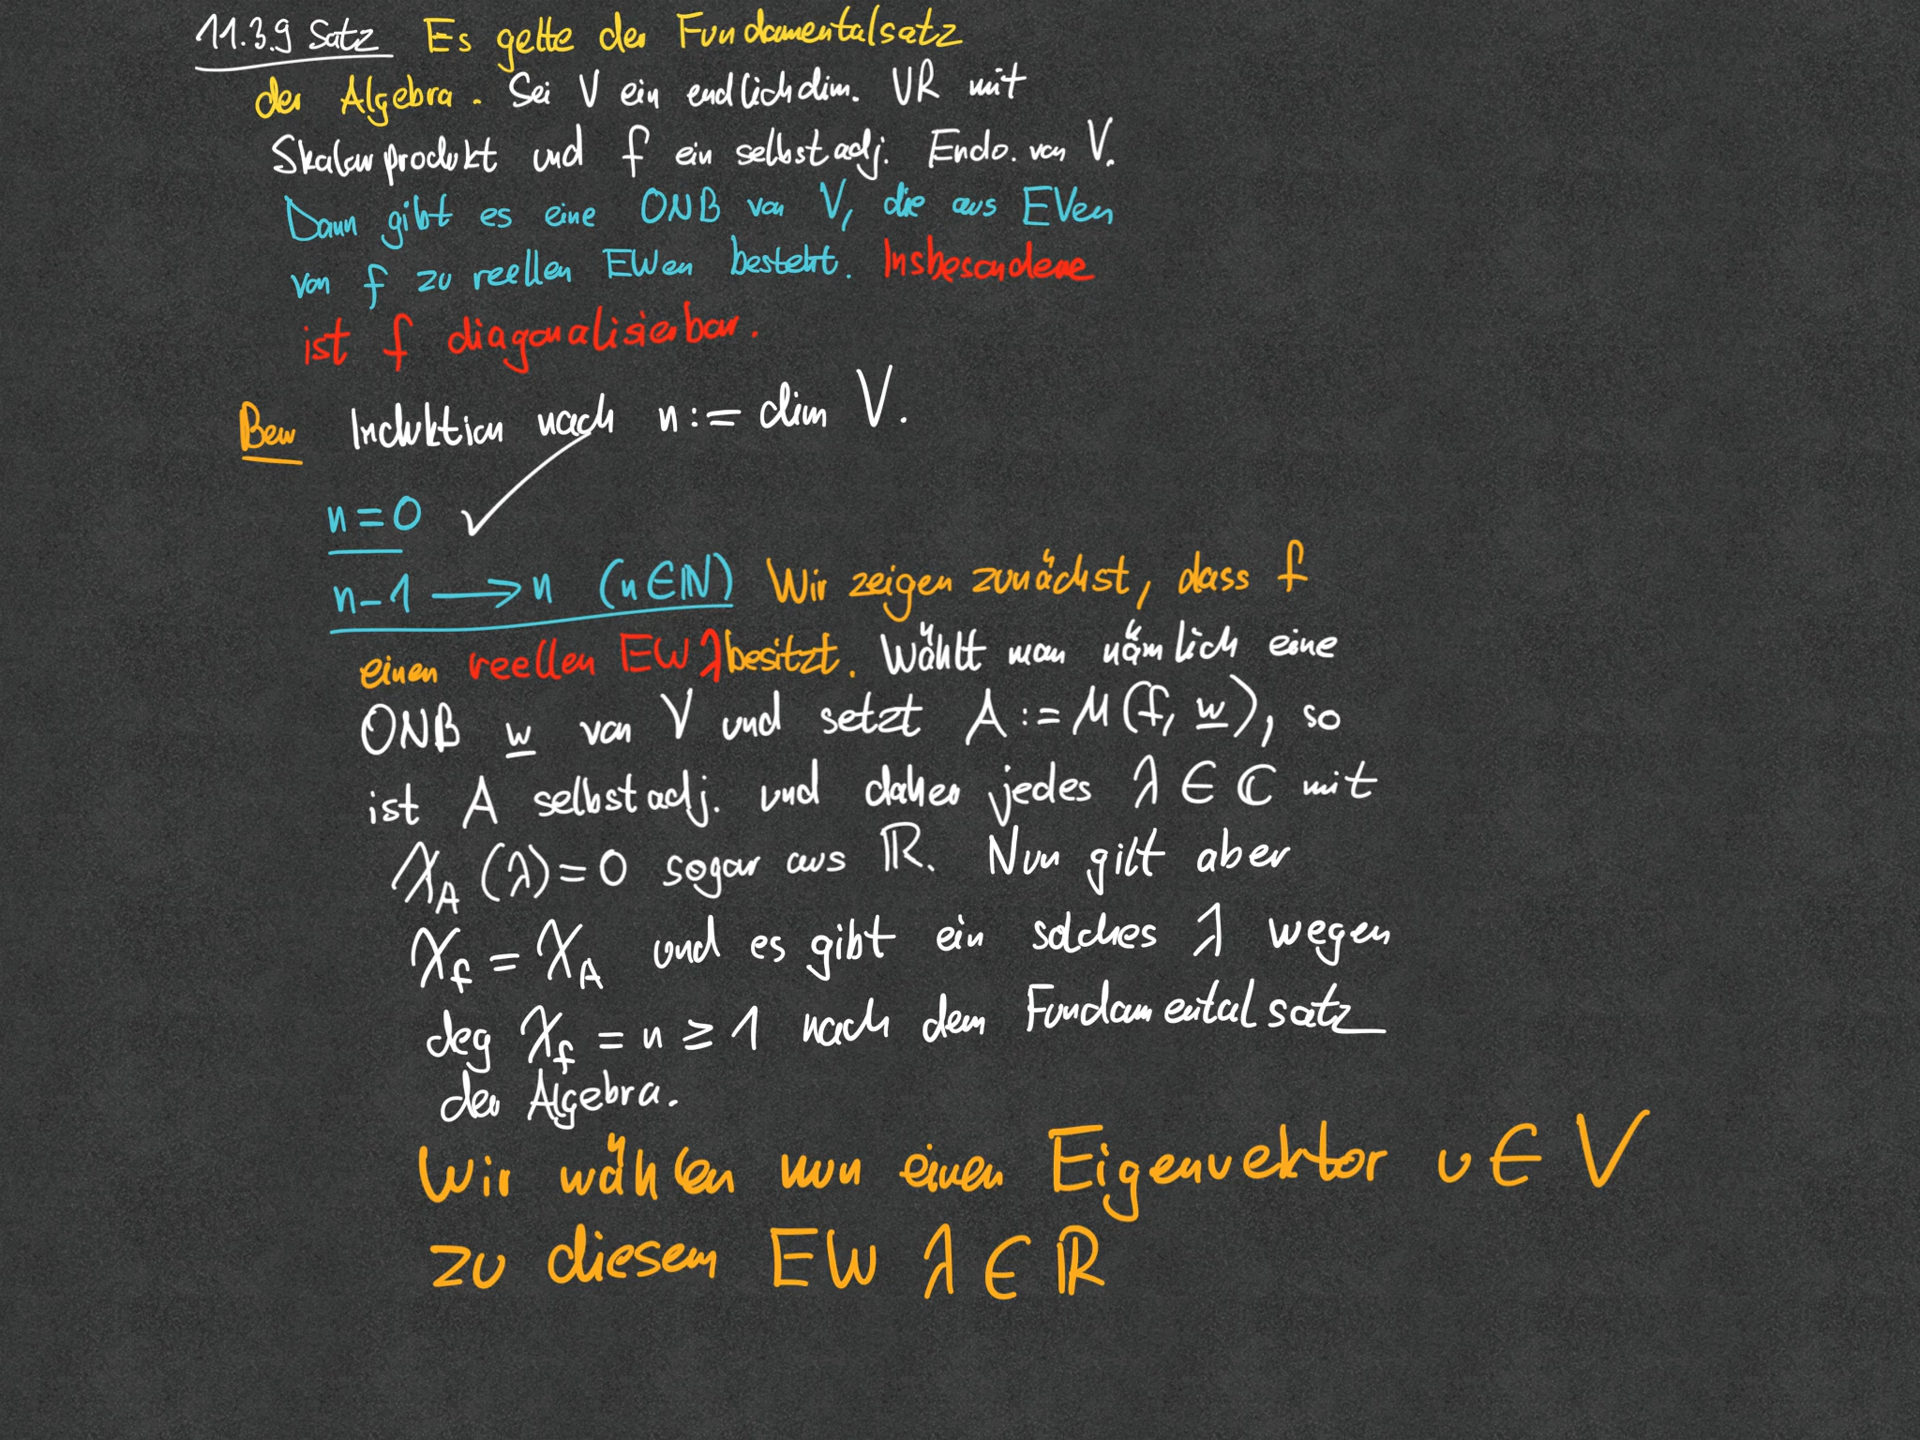 11.3.9 Satz Es gelte der Fundamentalsatz
der Algebra. Sei V ein endlichdim. VR mit
Skalarprodukt und f ein selbstadj. Endo. von V.
Dann gibt es eine ONB von V, die aus EVen
von f zu reellen EWen besteht. Insbesondere
ist f diagonalisierbar.
Bew Induktion nach n := dim V.
n = 0 ✓
n-1 → n (n ∈ ℕ) Wir zeigen zunächst, dass f
einen reellen EW λ besitzt. Wählt man nämlich eine
ONB w von V und setzt A := M(f, w), so
ist A selbstadj. und daher jedes λ ∈ ℂ mit
χ_A (λ) = 0 sogar aus ℝ. Nun gilt aber
χ_f = χ_A und es gibt ein solches λ wegen
deg χ_f = n ≥ 1 nach dem Fundamentalsatz
der Algebra.
Wir wählen nun einen Eigenvektor v ∈ V
zu diesem EW λ ∈ ℝ